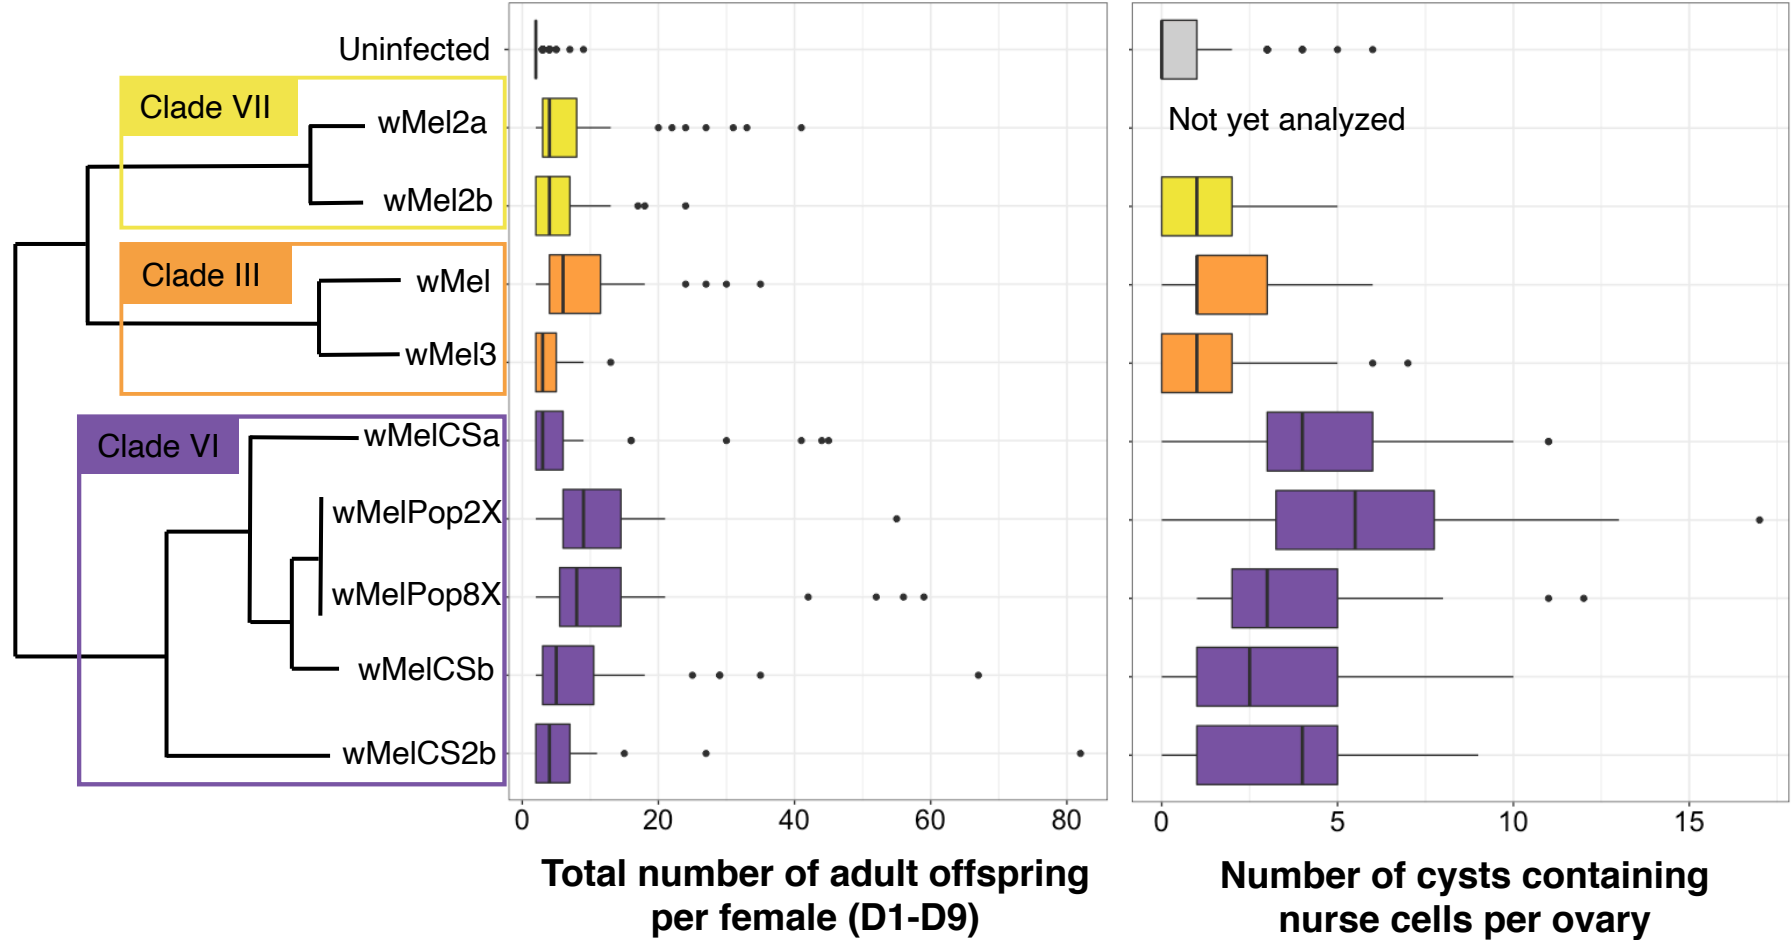 Uninfected
Clade VII
wMel2a
Not yet analyzed
wMel2b
Clade III
wMel
wMel3
Clade VI
wMelCSa
wMelPop2X
wMelPop8X
wMelCSb
wMelCS2b
0 20 40 60 80
0 5 10 15
Total number of adult offspring
per female (D1-D9)
Number of cysts containing
nurse cells per ovary